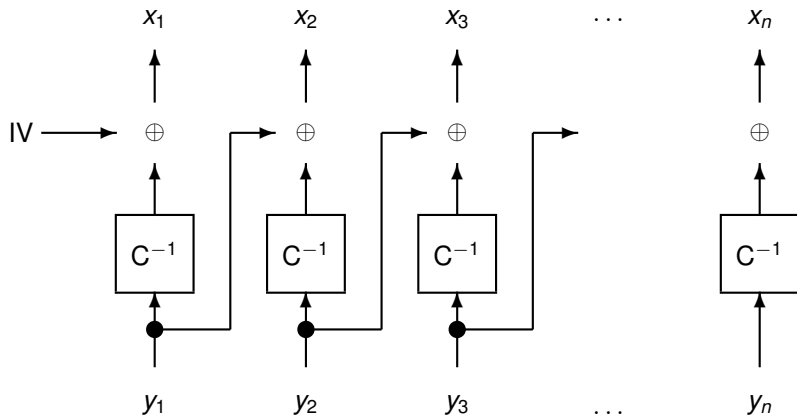 x₁ x₂ x₃ ... xₙ
IV ⊕ ⊕ ⊕ ⊕
C⁻¹ C⁻¹ C⁻¹ C⁻¹
y₁ y₂ y₃ ... yₙ